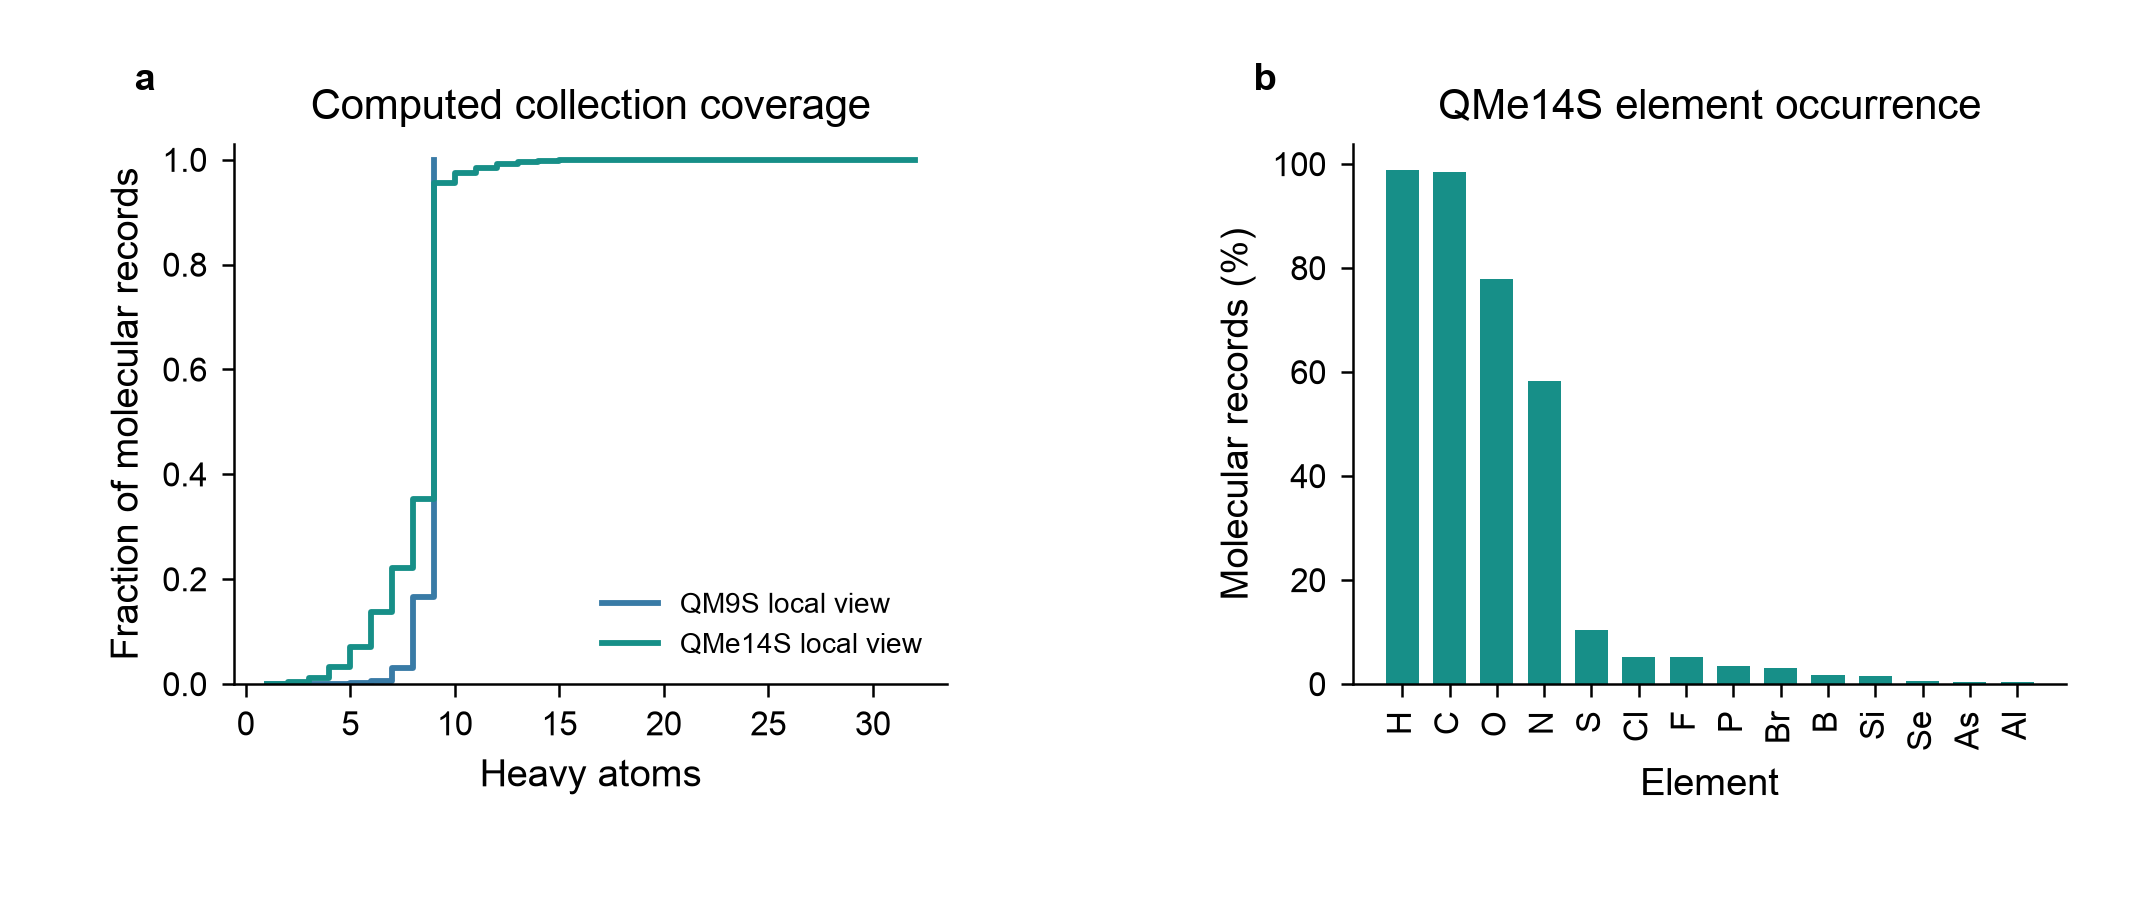 a
Computed collection coverage
Fraction of molecular records
1.0
0.8
0.6
0.4
0.2
0.0
0 5 10 15 20 25 30
Heavy atoms
QM9S local view
QMe14S local view
b
QMe14S element occurrence
Molecular records (%)
100
80
60
40
20
0
H C O N S Cl F P Br B Si Se As Al
Element